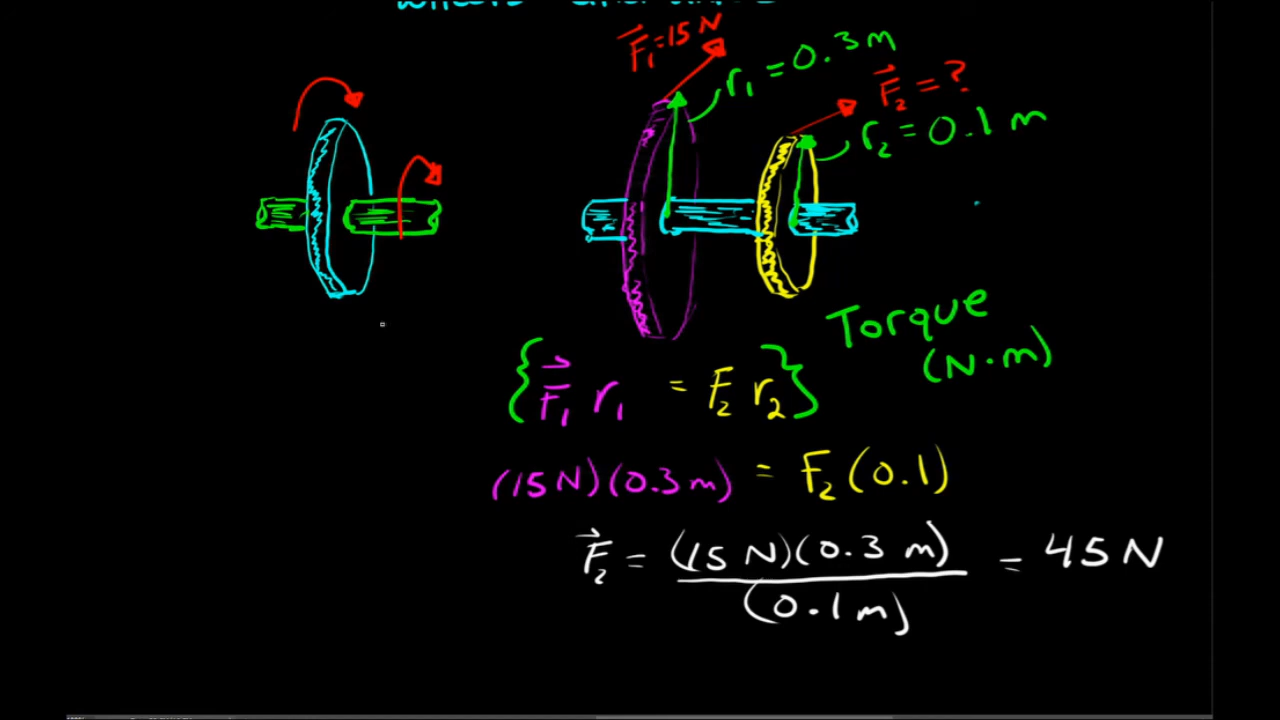 F₁=15 N
r₁ = 0.3 m
F₂ = ?
r₂ = 0.1 m
Torque
(N·m)
{F₁ r₁ = F₂ r₂}
(15 N)(0.3 m) = F₂(0.1)
F₂ = (15 N)(0.3 m) = 45 N
(0.1 m)